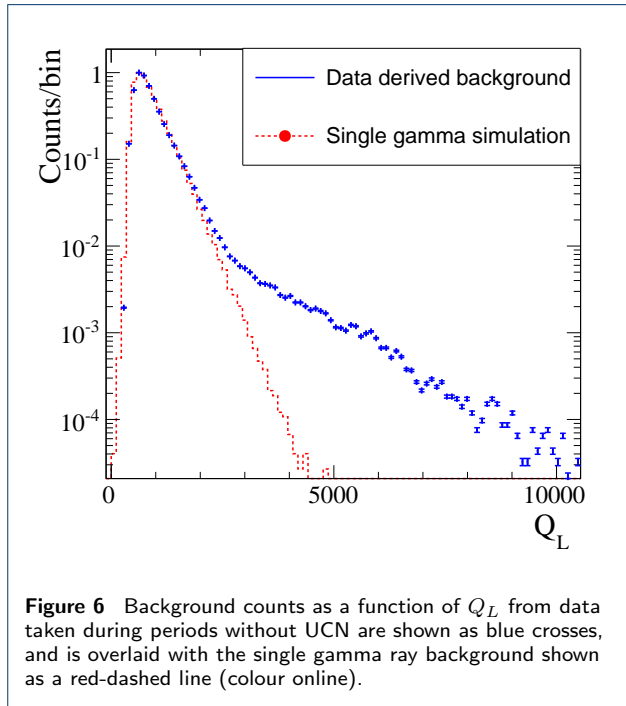 Counts/bin
1
10^-1
10^-2
10^-3
10^-4
Data derived background
Single gamma simulation
0
5000
10000
Q_L
Figure 6 Background counts as a function of Q_L from data
taken during periods without UCN are shown as blue crosses,
and is overlaid with the single gamma ray background shown
as a red-dashed line (colour online).